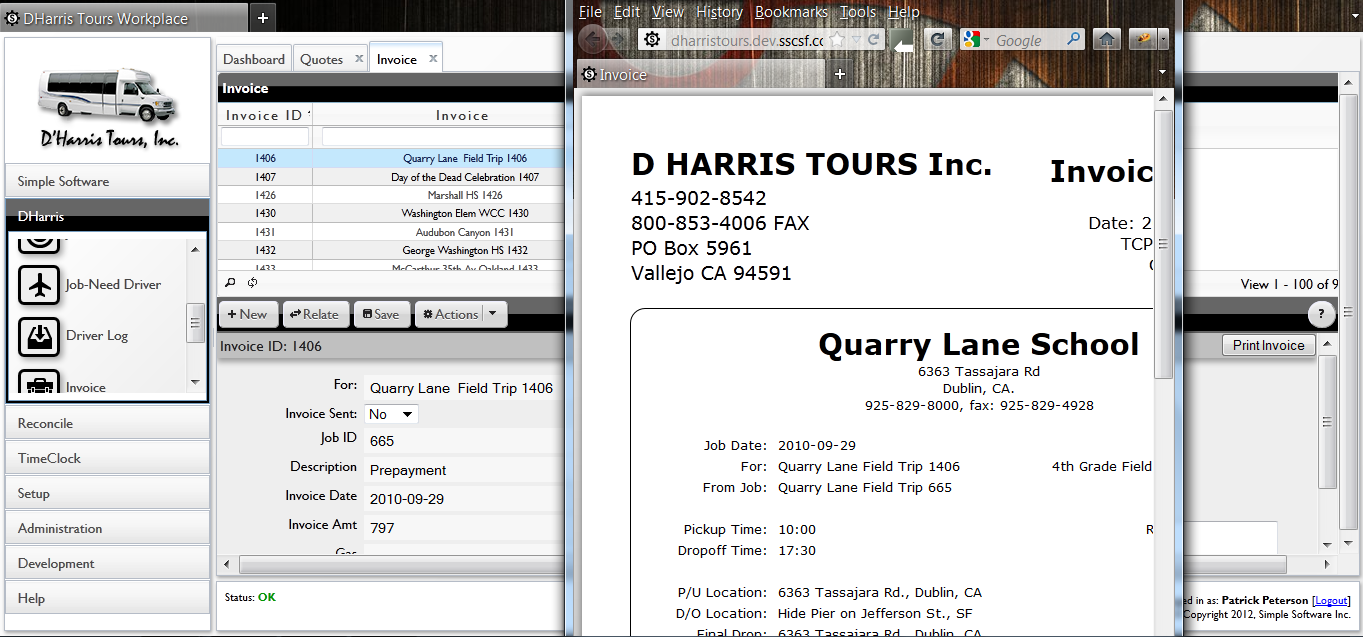 DHarris Tours Workplace
D'Harris Tours, Inc.
Simple Software
DHarris
Job-Need Driver
Driver Log
Invoice
Reconcile
TimeClock
Setup
Administration
Development
Help
Dashboard Quotes Invoice
Invoice
Invoice ID Invoice
1406 Quarry Lane Field Trip 1406
1407 Day of the Dead Celebration 1407
1426 Marshall HS 1426
1430 Washington Elem WCC 1430
1431 Audubon Canyon 1431
1432 George Washington HS 1432
1433 McCarthur 35th Av Oakland 1433
View 1 - 100 of 9
+ New Relate Save Actions
?
Invoice ID: 1406
Print Invoice
For: Quarry Lane Field Trip 1406
Invoice Sent: No
Job ID 665
Description Prepayment
Invoice Date 2010-09-29
Invoice Amt 797
Gas
Status: OK
ed in as: Patrick Peterson [Logout]
Copyright 2012, Simple Software Inc.
File Edit View History Bookmarks Tools Help
dharristours.dev.sscsf.cc
Google
Invoice
D HARRIS TOURS Inc.
Invoic
415-902-8542
800-853-4006 FAX
PO Box 5961
Vallejo CA 94591
Date: 2
TCP
Quarry Lane School
6363 Tassajara Rd
Dublin, CA.
925-829-8000, fax: 925-829-4928
Job Date: 2010-09-29
For: Quarry Lane Field Trip 1406 4th Grade Field
From Job: Quarry Lane Field Trip 665
Pickup Time: 10:00 R
Dropoff Time: 17:30
P/U Location: 6363 Tassajara Rd., Dublin, CA
D/O Location: Hide Pier on Jefferson St., SF
Final Drop: 6363 Tassajara Rd., Dublin, CA